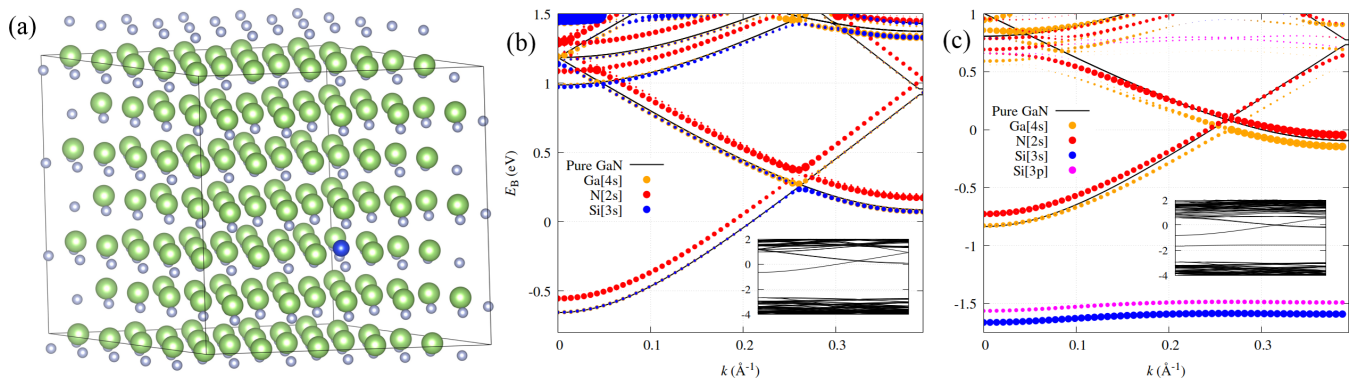 (a)
(b)
1.5
1
0.5
0
-0.5
E_B (eV)
Pure GaN
Ga[4s]
N[2s]
Si[3s]
2
0
-2
-4
0
0.1
0.2
0.3
k (Å⁻¹)
(c)
1
0.5
0
-0.5
-1
-1.5
Pure GaN
Ga[4s]
N[2s]
Si[3s]
Si[3p]
2
0
-2
-4
0
0.1
0.2
0.3
k (Å⁻¹)